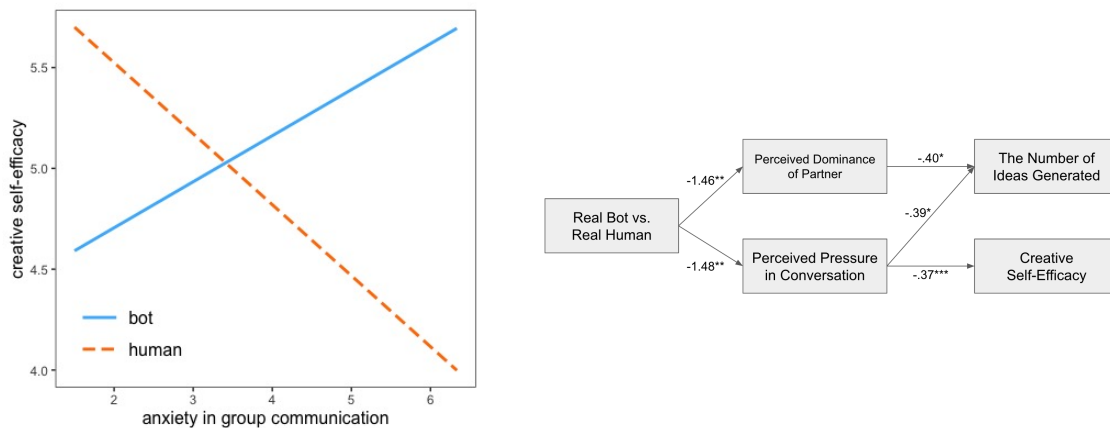 5.5
5.0
4.5
4.0
creative self-efficacy
bot
human
2 3 4 5 6
anxiety in group communication
Real Bot vs.
Real Human
-1.46**
-1.48**
Perceived Dominance
of Partner
Perceived Pressure
in Conversation
-.40*
-.39*
-.37***
The Number of
Ideas Generated
Creative
Self-Efficacy